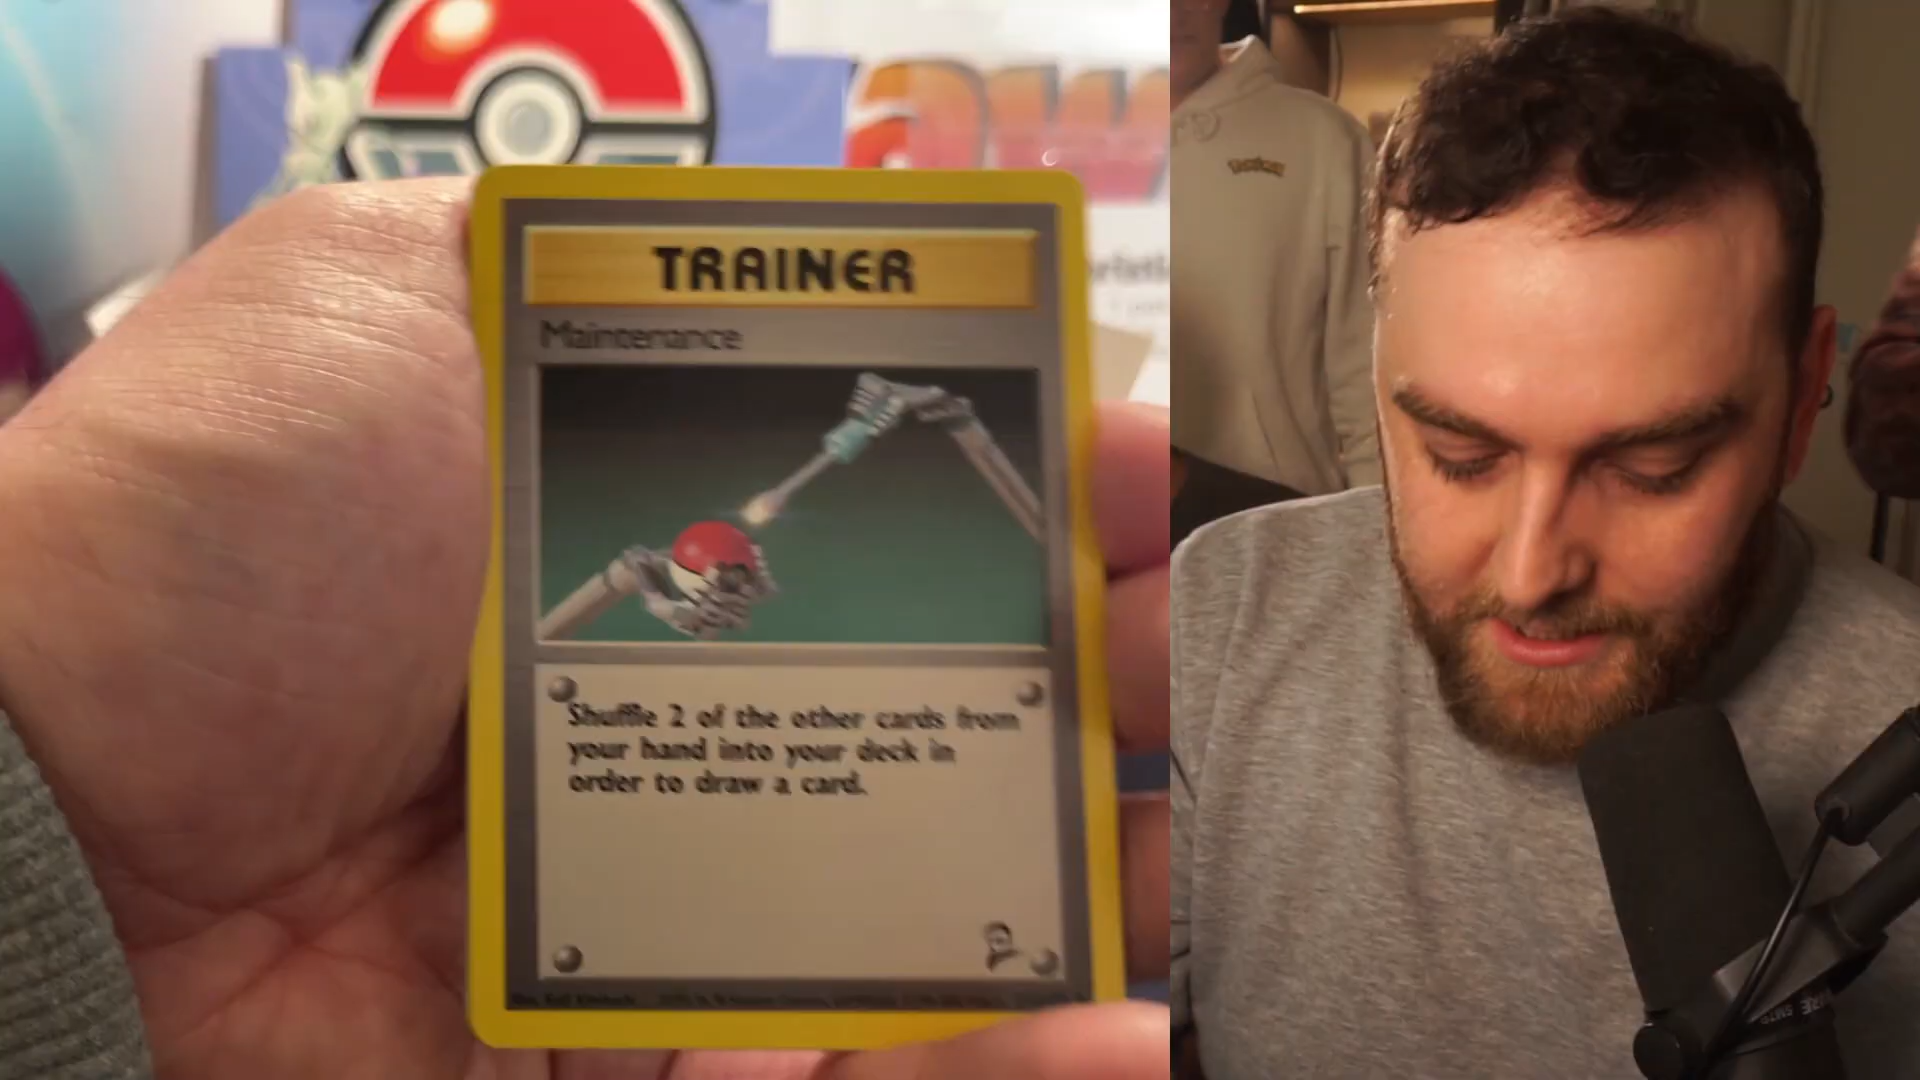 TRAINER
Maintenance
Shuffle 2 of the other cards from
your hand into your deck in
order to draw a card.
Pokémon